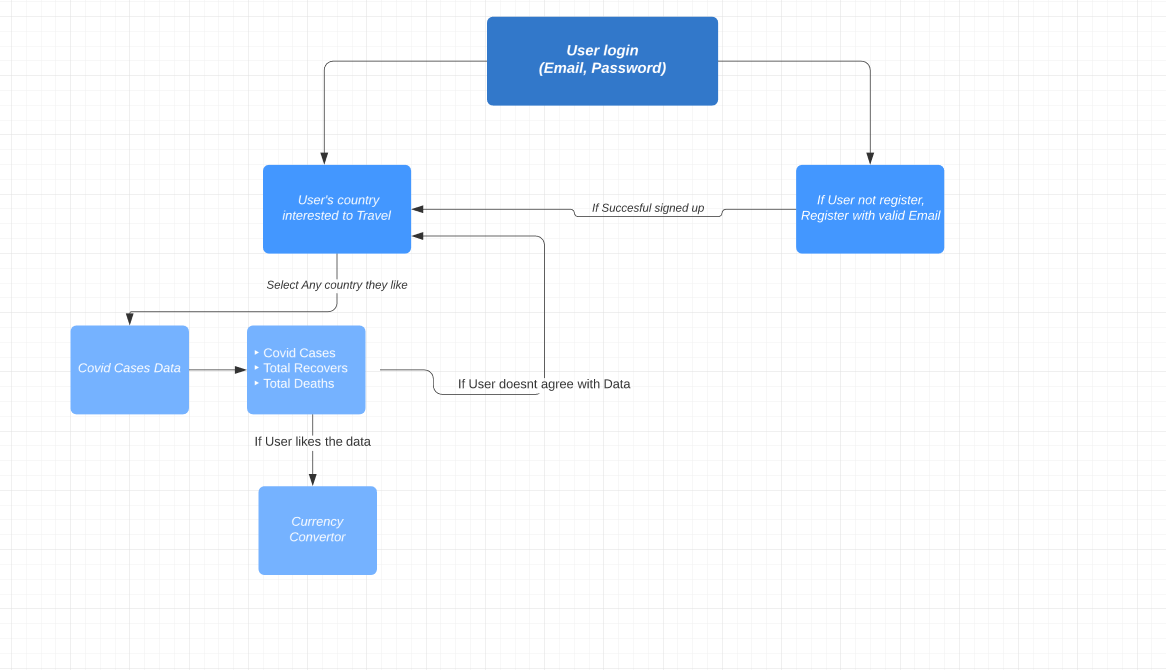 User login
(Email, Password)
User's country
interested to Travel
If Succesful signed up
If User not register,
Register with valid Email
Select Any country they like
Covid Cases Data
‣ Covid Cases
‣ Total Recovers
‣ Total Deaths
If User doesnt agree with Data
If User likes the data
Currency
Convertor